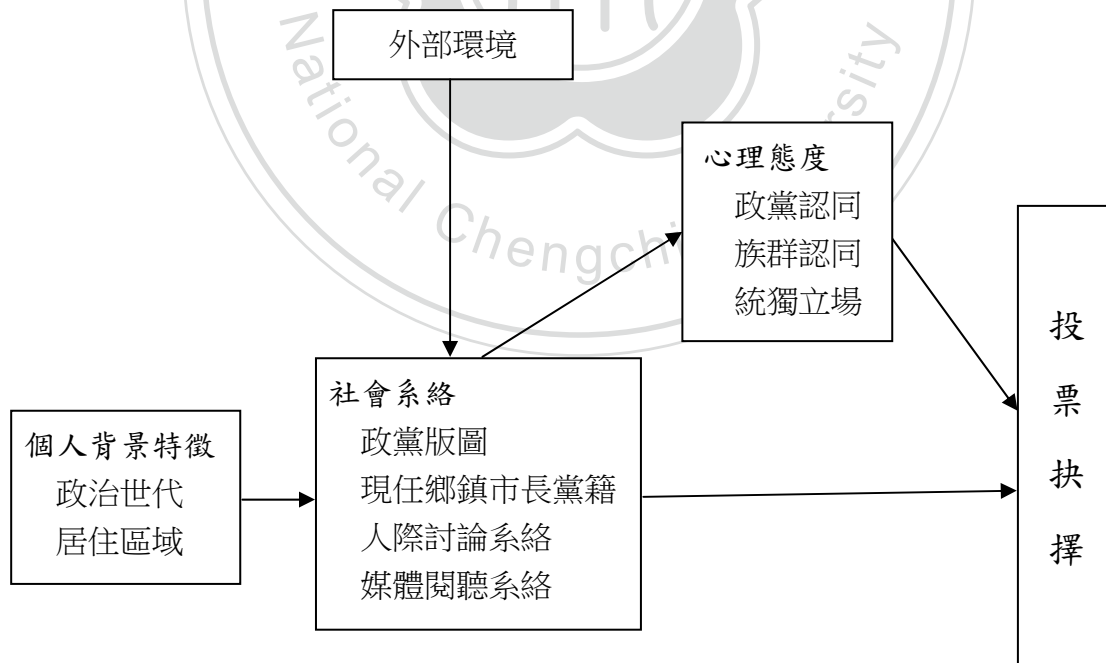 外部環境
National Chengchi
心理態度
政黨認同
族群認同
統獨立場
社會系絡
政黨版圖
現任鄉鎮市長黨籍
人際討論系絡
媒體閱聽系絡
個人背景特徵
政治世代
居住區域
投
票
抉
擇